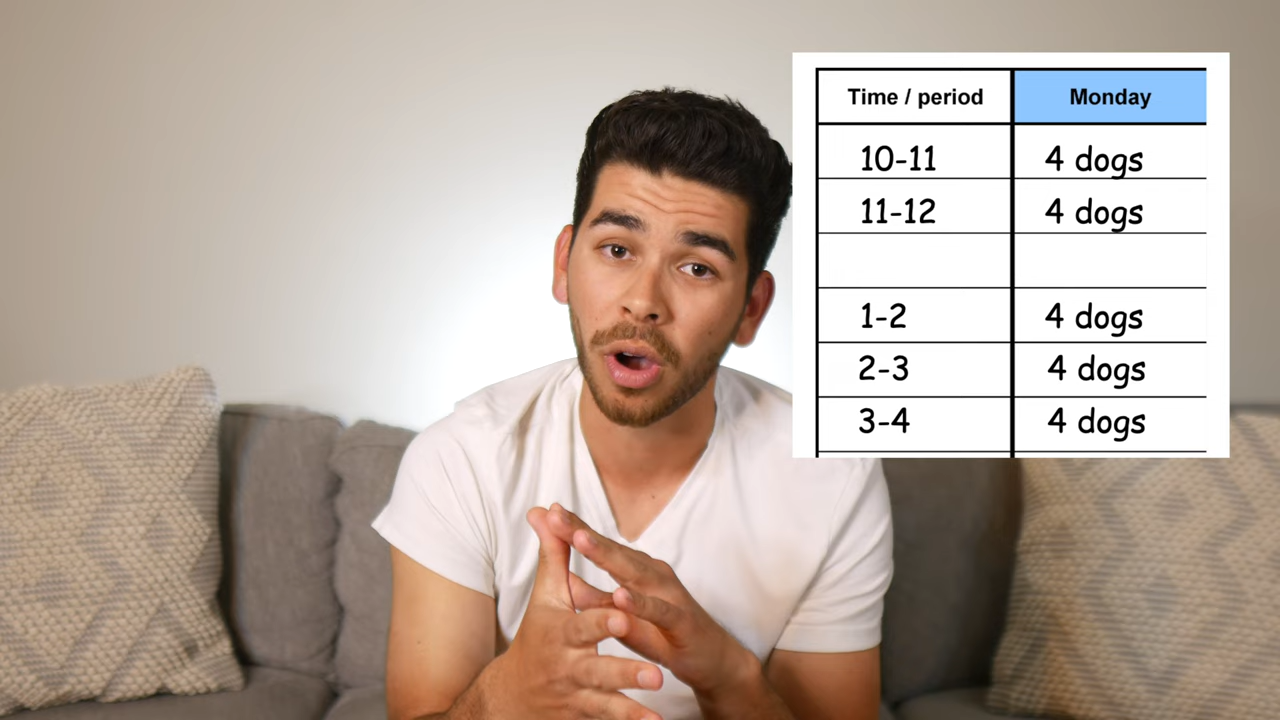 Time / period Monday
10-11 4 dogs
11-12 4 dogs
1-2 4 dogs
2-3 4 dogs
3-4 4 dogs